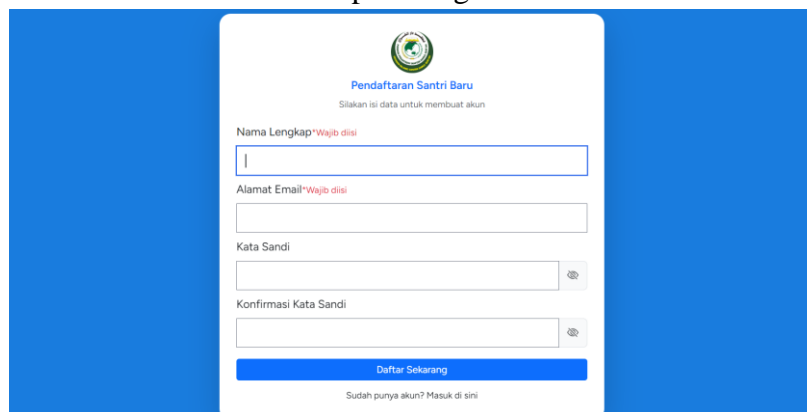 Pendaftaran Santri Baru
Silakan isi data untuk membuat akun
Nama Lengkap*Wajib diisi
Alamat Email*Wajib diisi
Kata Sandi
Konfirmasi Kata Sandi
Daftar Sekarang
Sudah punya akun? Masuk di sini